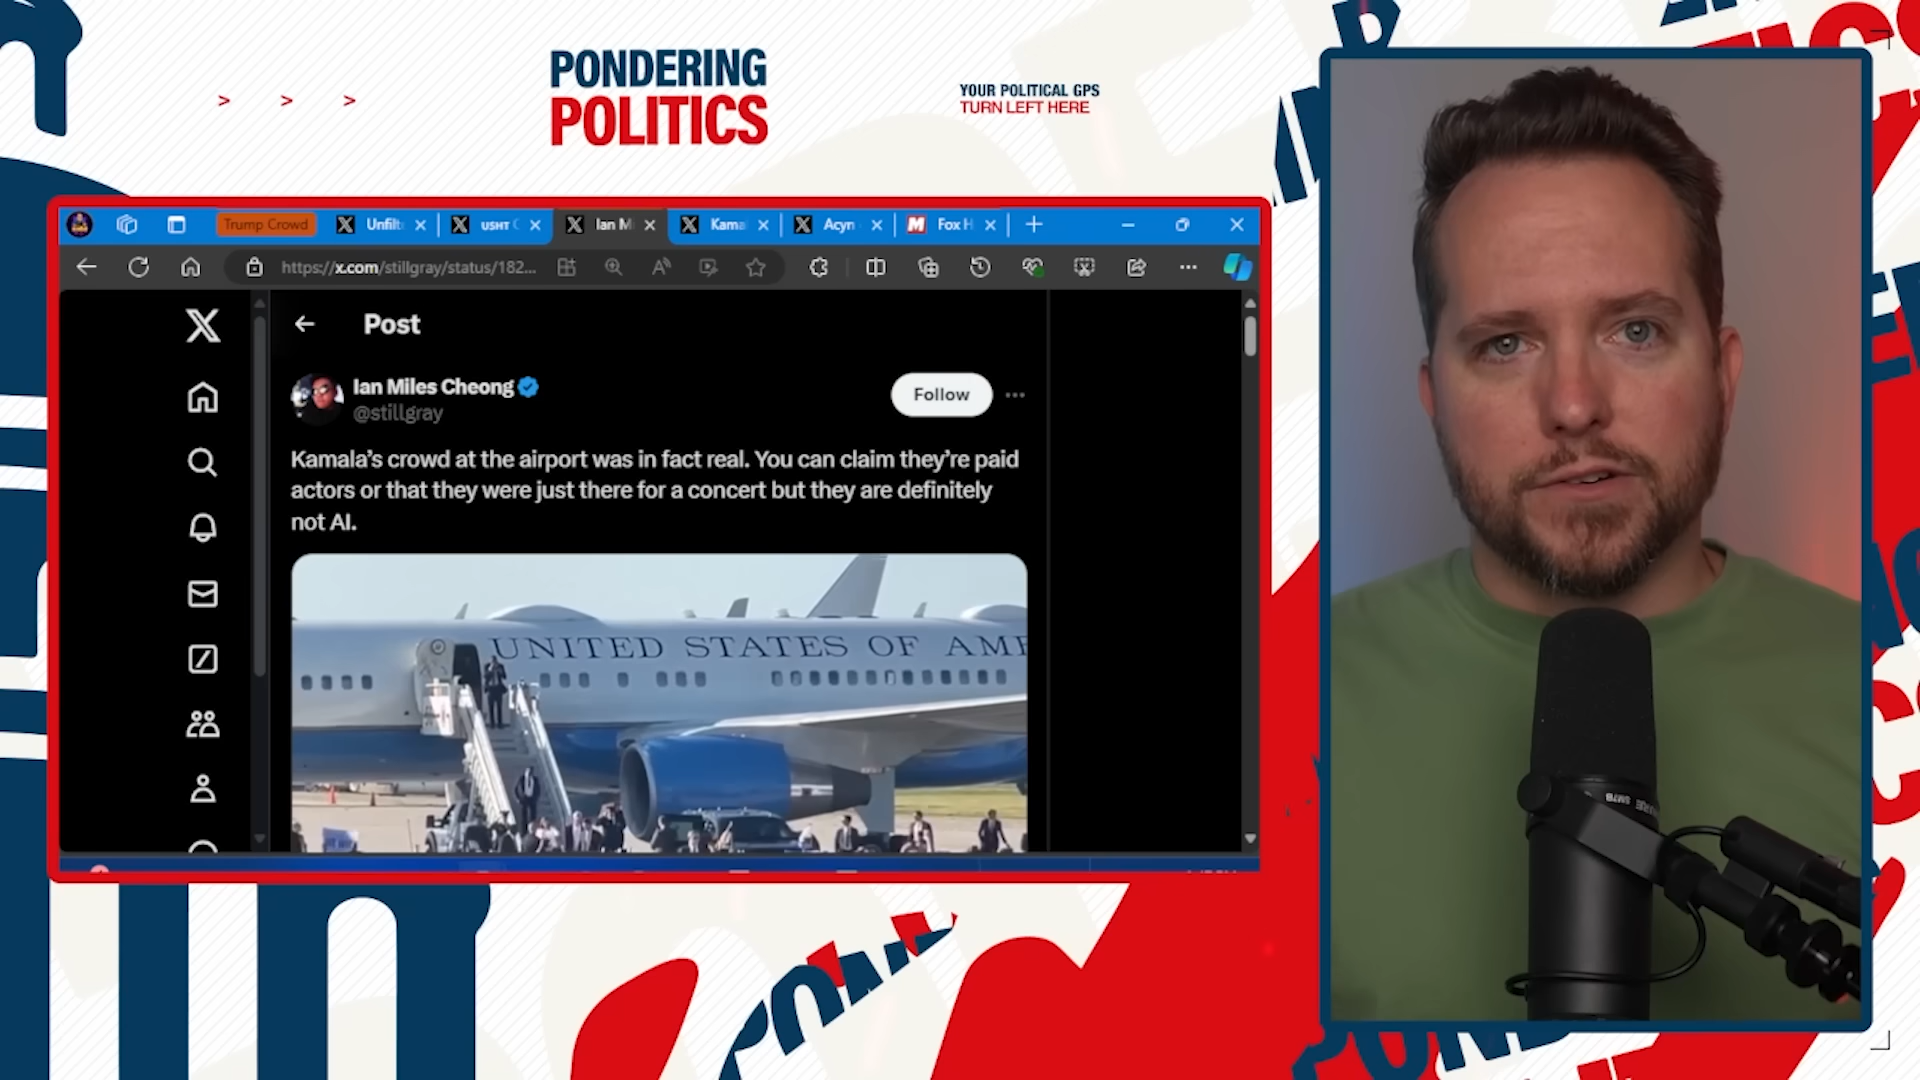 PONDERING
POLITICS
YOUR POLITICAL GPS
TURN LEFT HERE
> > >
Trump Crowd
Unfilt
USHT
Ian M
Kama
Acyn
Fox H
https://x.com/stillgray/status/182...
Post
Ian Miles Cheong
@stillgray
Follow
Kamala's crowd at the airport was in fact real. You can claim they're paid
actors or that they were just there for a concert but they are definitely
not AI.
UNITED STATES OF AME
SM7B